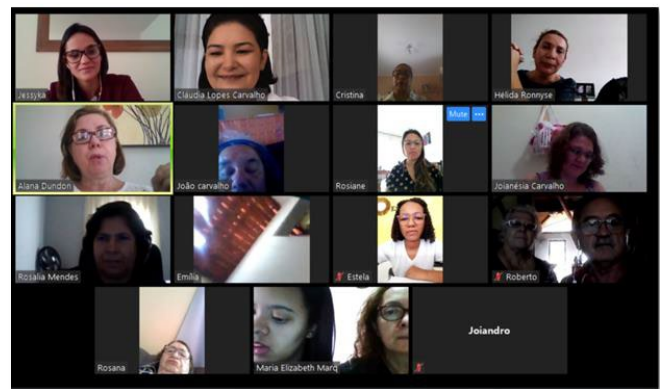 Jessyka
Claudia Lopes Carvalho
Cristina
Hélida Ronnyse
Mute
Alana Dundon
João carvalho
Rosiane
Joianésia Carvalho
Rosalia Mendes
Emília
Estela
Roberto
Rosana
Maria Elizabeth Marq
Joiandro